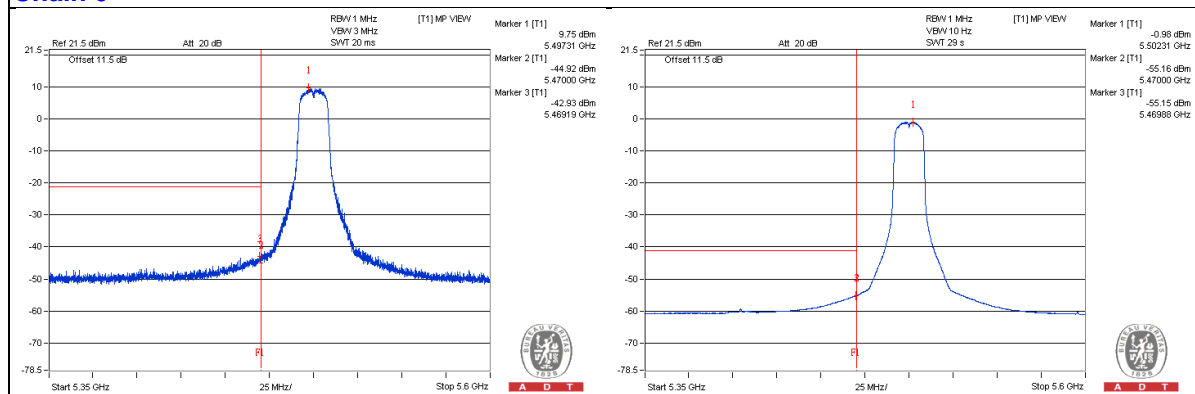 RBW 1 MHz [T1] MP VIEW
VBW 3 MHz
Ref 21.5 dBm Att 20 dB SWT 20 ms
Marker 1 [T1]
9.75 dBm
5.49731 GHz
Marker 2 [T1]
-44.92 dBm
5.47000 GHz
Marker 3 [T1]
-42.93 dBm
5.46919 GHz
21.5
Offset 11.5 dB
1
10
0
-10
-20
-30
-40
-50
-60
-70
-78.5
F1
Start 5.35 GHz 25 MHz/ Stop 5.6 GHz
BUREAU VERITAS
1828
A D T
RBW 1 MHz [T1] MP VIEW
VBW 10 Hz
Ref 21.5 dBm Att 20 dB SWT 29 s
Marker 1 [T1]
-0.98 dBm
5.50231 GHz
Marker 2 [T1]
-55.16 dBm
5.47000 GHz
Marker 3 [T1]
-55.15 dBm
5.46988 GHz
21.5
Offset 11.5 dB
1
10
0
-10
-20
-30
-40
-50
-60
-70
-78.5
F1
Start 5.35 GHz 25 MHz/ Stop 5.6 GHz
BUREAU VERITAS
1828
A D T